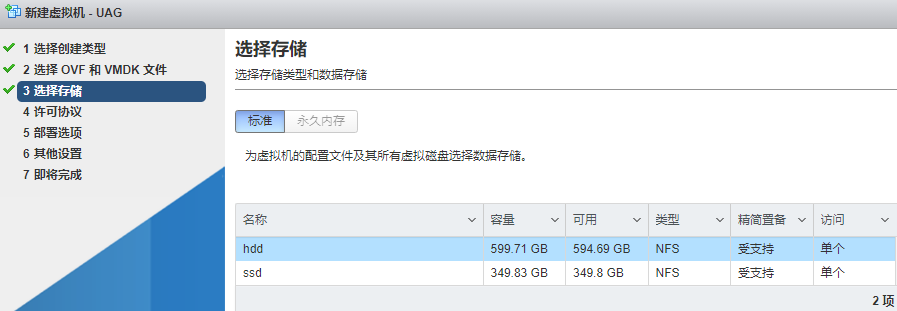 新建虚拟机 - UAG
1 选择创建类型
2 选择 OVF 和 VMDK 文件
3 选择存储
4 许可协议
5 部署选项
6 其他设置
7 即将完成
选择存储
选择存储类型和数据存储
标准 永久内存
为虚拟机的配置文件及其所有虚拟磁盘选择数据存储。
名称 容量 可用 类型 精简置备 访问
hdd 599.71 GB 594.69 GB NFS 受支持 单个
ssd 349.83 GB 349.8 GB NFS 受支持 单个
2 项